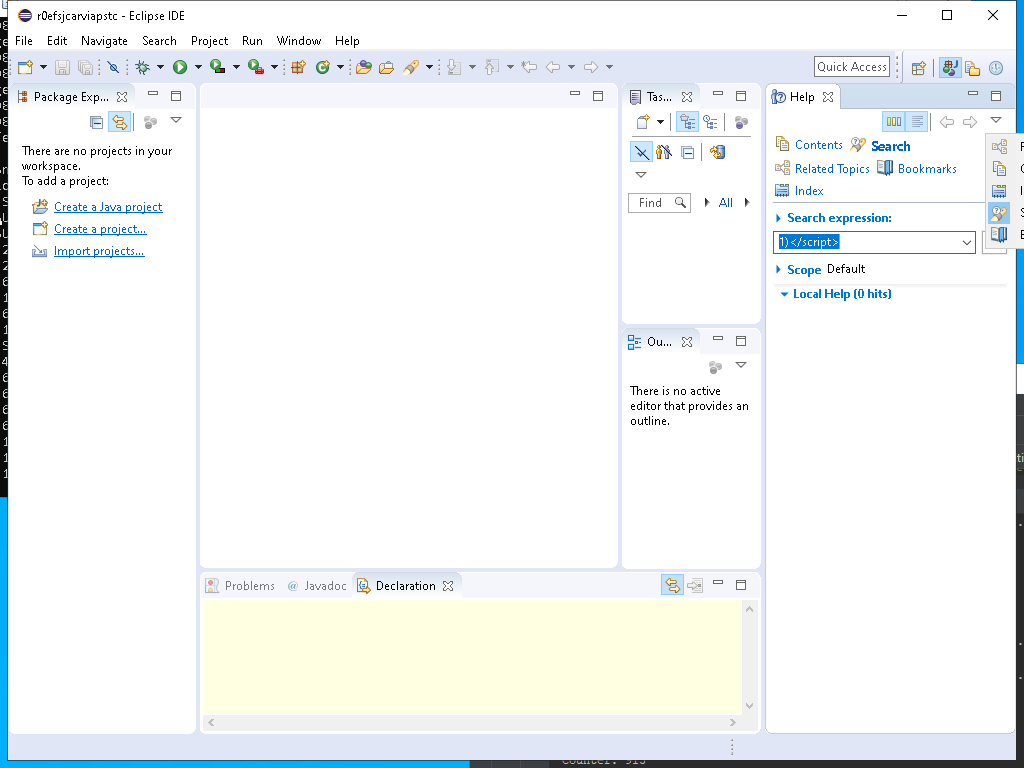 r0efsjcarviapstc - Eclipse IDE
File Edit Navigate Search Project Run Window Help
Quick Access
Package Exp...
There are no projects in your
workspace.
To add a project:
Create a Java project
Create a project...
Import projects...
Tas...
Find
All
Ou...
There is no active
editor that provides an
outline.
Help
Contents Search
Related Topics Bookmarks
Index
Search expression:
1)</script>
Scope Default
Local Help (0 hits)
Problems @ Javadoc Declaration
Counter: 913